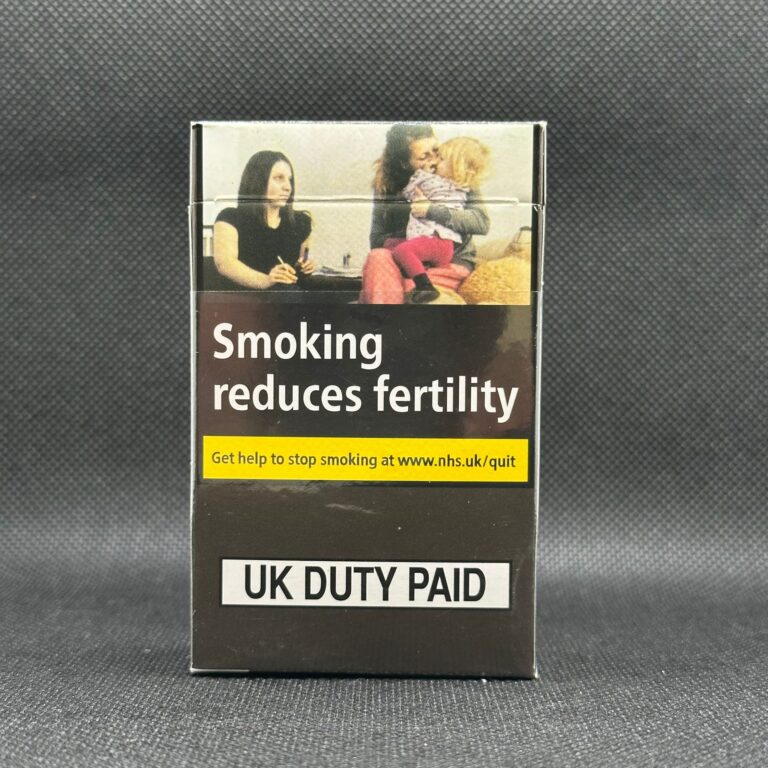 Smoking
reduces fertility
Get help to stop smoking at www.nhs.uk/quit
UK DUTY PAID